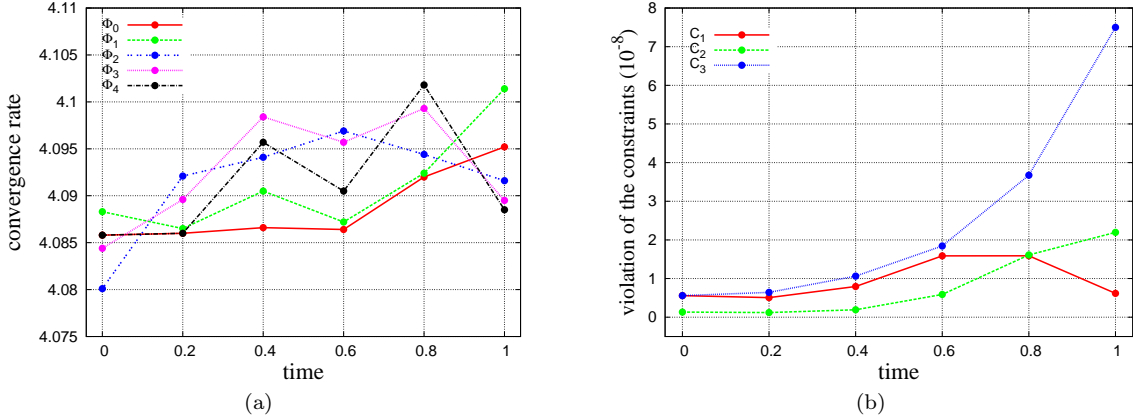 4.11
4.105
4.1
4.095
4.09
4.085
4.08
4.075
0 0.2 0.4 0.6 0.8 1
convergence rate
time
Φ0
Φ1
Φ2
Φ3
Φ4
(a)
8
7
6
5
4
3
2
1
0
0 0.2 0.4 0.6 0.8 1
violation of the constraints (10^-8)
time
C1
C2
C3
(b)